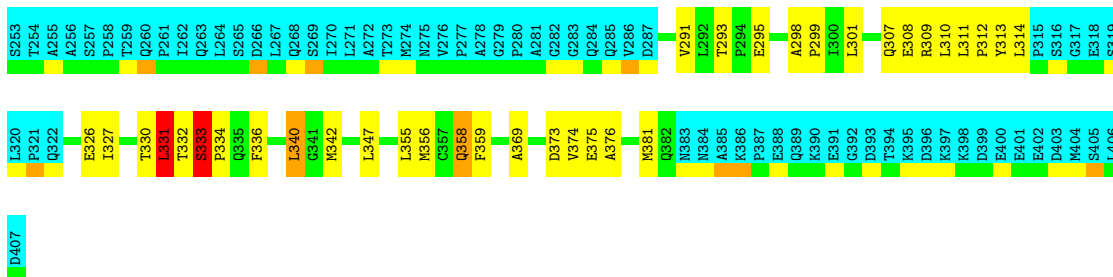 S253 T254 A255 A256 S257 P258 T259 Q260 P261 I262 Q263 L264 S265 D266 L267 Q268 S269 I270 L271 A272 T273 M274 N275 V276 P277 A278 G279 P280 A281 G282 G283 Q284 Q285 V286 D287 V291 L292 T293 P294 E295 A298 P299 I300 L301 Q307 E308 R309 L310 L311 P312 Y313 L314 P315 S316 G317 E318
L320 P321 Q322 E326 I327 T330 L331 T332 S333 P334 Q335 F336 L340 G341 M342 L347 L355 M356 C357 Q358 F359 A369 D373 V374 E375 A376 M381 Q382 N383 N384 A385 K386 P387 E388 Q389 K390 E391 G392 D393 T394 K395 D396 K397 K398 D399 E400 E401 E402 D403 M404 S405
D407